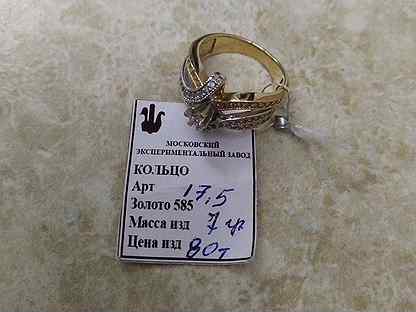 МОСКОВСКИЙ
ЭКСПЕРИМЕНТАЛЬНЫЙ ЗАВОД
КОЛЬЦО
Арт 17,5
Золото 585
Масса изд 7 гр
Цена изд 80т